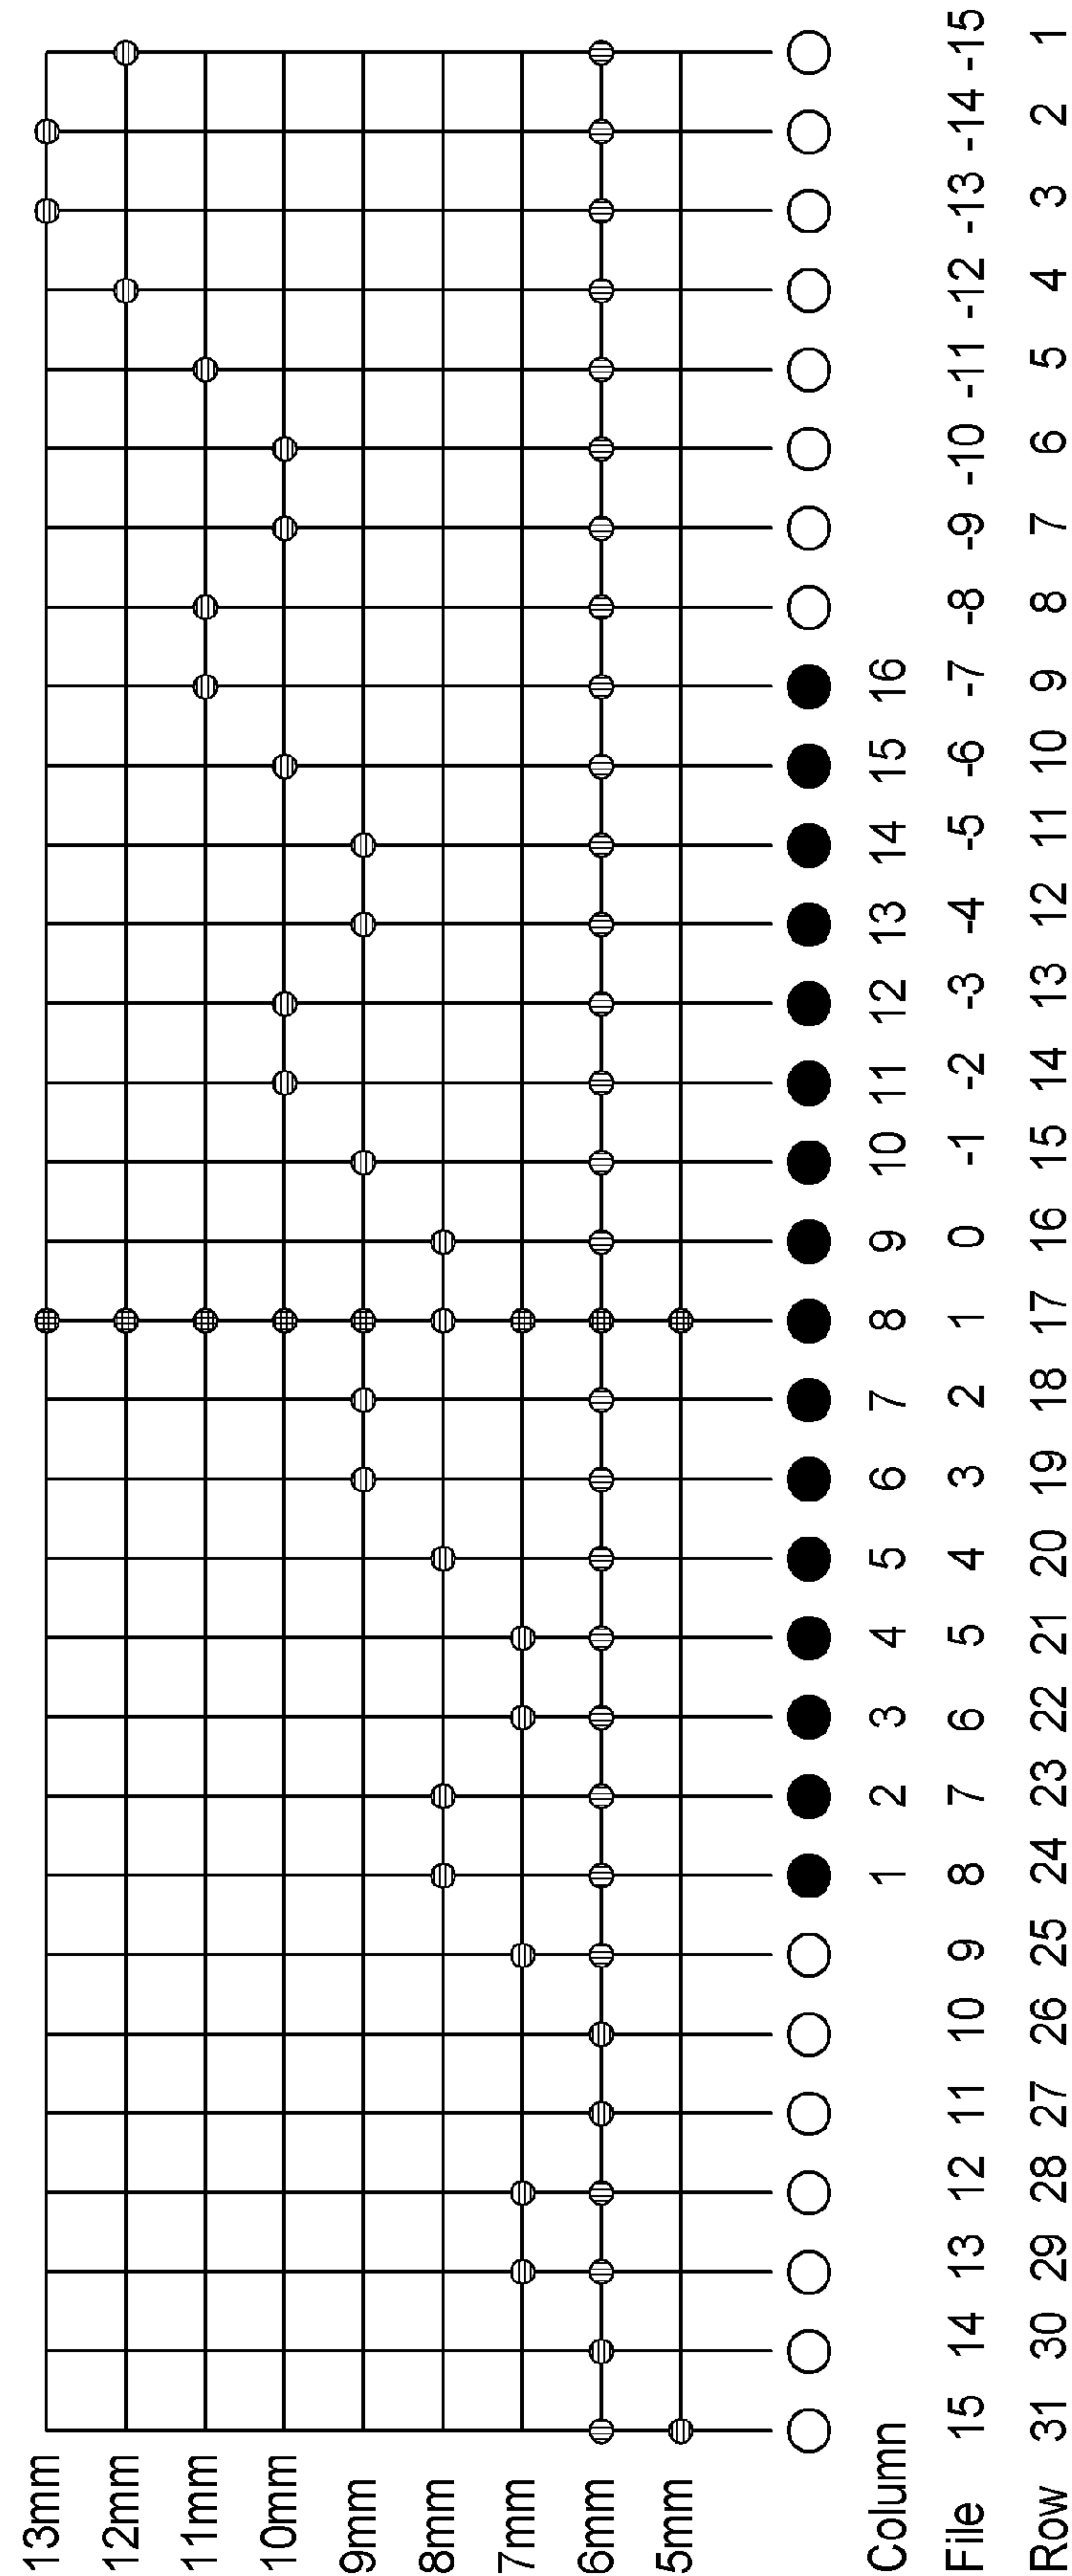 13mm
12mm
11mm
10mm
9mm
8mm
7mm
6mm
5mm
Column 1 2 3 4 5 6 7 8 9 10 11 12 13 14 15 16
File 15 14 13 12 11 10 9 8 7 6 5 4 3 2 1 0 -1 -2 -3 -4 -5 -6 -7 -8 -9 -10 -11 -12 -13 -14 -15
Row 31 30 29 28 27 26 25 24 23 22 21 20 19 18 17 16 15 14 13 12 11 10 9 8 7 6 5 4 3 2 1